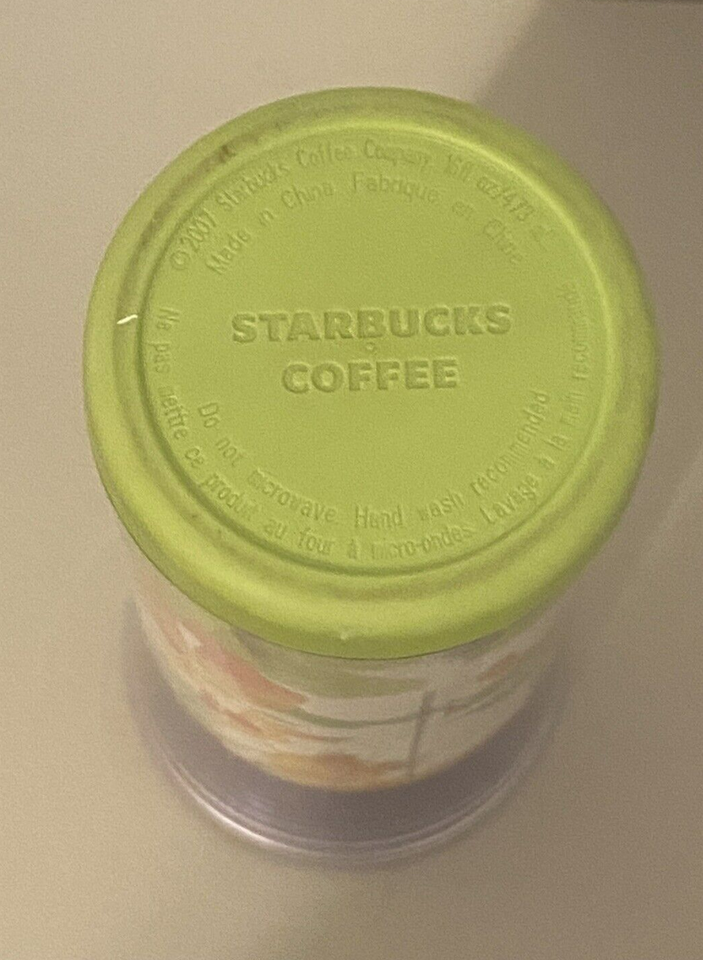 © 2007 Starbucks Coffee Company 16 fl oz/473 ml
Made in China Fabriqué en Chine
STARBUCKS
COFFEE
Do not microwave. Hand wash recommended
Ne pas mettre ce produit au four à micro-ondes. Lavage à la main recommandé